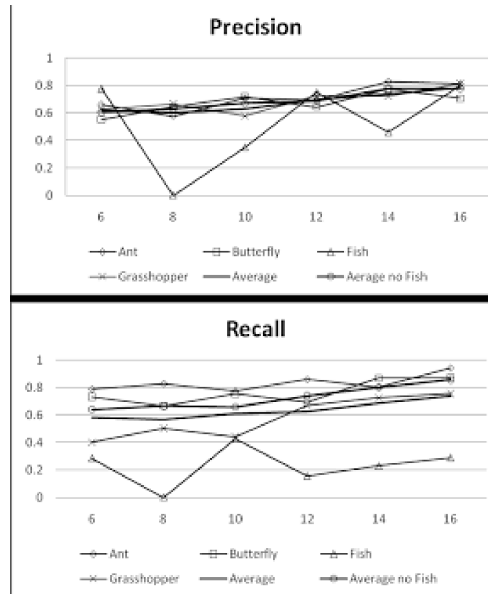 Precision
1
0.8
0.6
0.4
0.2
0
6 8 10 12 14 16
Ant Butterfly Fish
Grasshopper Average Aerage no Fish
Recall
1
0.8
0.6
0.4
0.2
0
6 8 10 12 14 16
Ant Butterfly Fish
Grasshopper Average Average no Fish